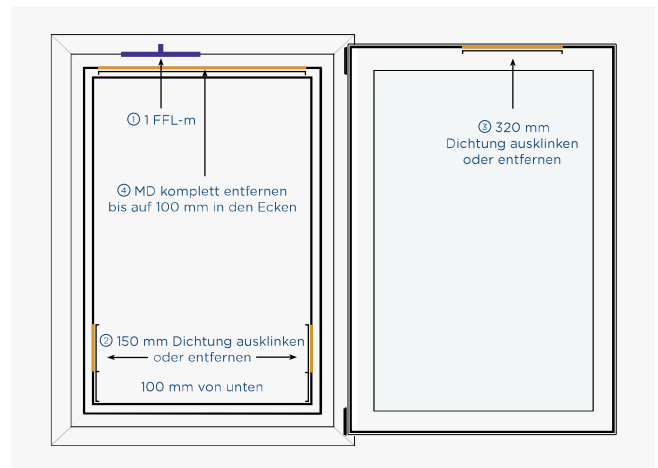 ① 1 FFL-m
③ 320 mm
Dichtung ausklinken
oder entfernen
④ MD komplett entfernen
bis auf 100 mm in den Ecken
② 150 mm Dichtung ausklinken
oder entfernen
100 mm von unten